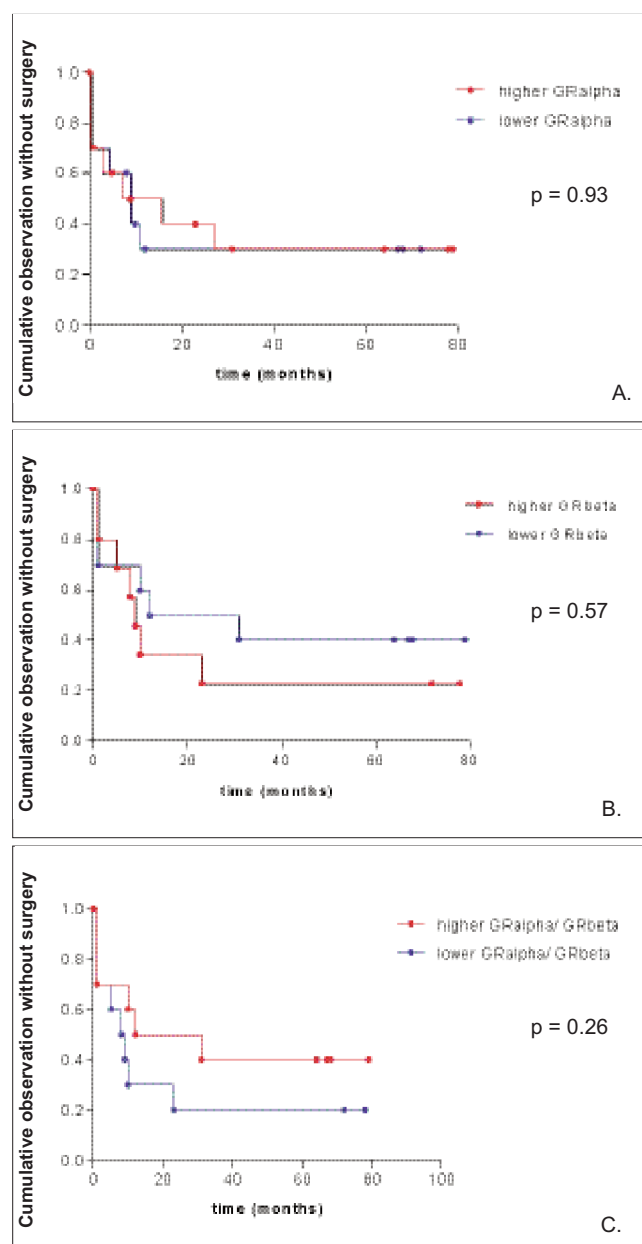 Cumulative observation without surgery
1.0
0.8
0.6
0.4
0.2
0.0
0 20 40 60 80
time (months)
higher GRalpha
lower GRalpha
p = 0.93
A.
Cumulative observation without surgery
1.0
0.8
0.6
0.4
0.2
0.0
0 20 40 60 80
time (months)
higher GRbeta
lower GRbeta
p = 0.57
B.
Cumulative observation without surgery
1.0
0.8
0.6
0.4
0.2
0.0
0 20 40 60 80 100
time (months)
higher GRalpha/ GRbeta
lower GRalpha/ GRbeta
p = 0.26
C.